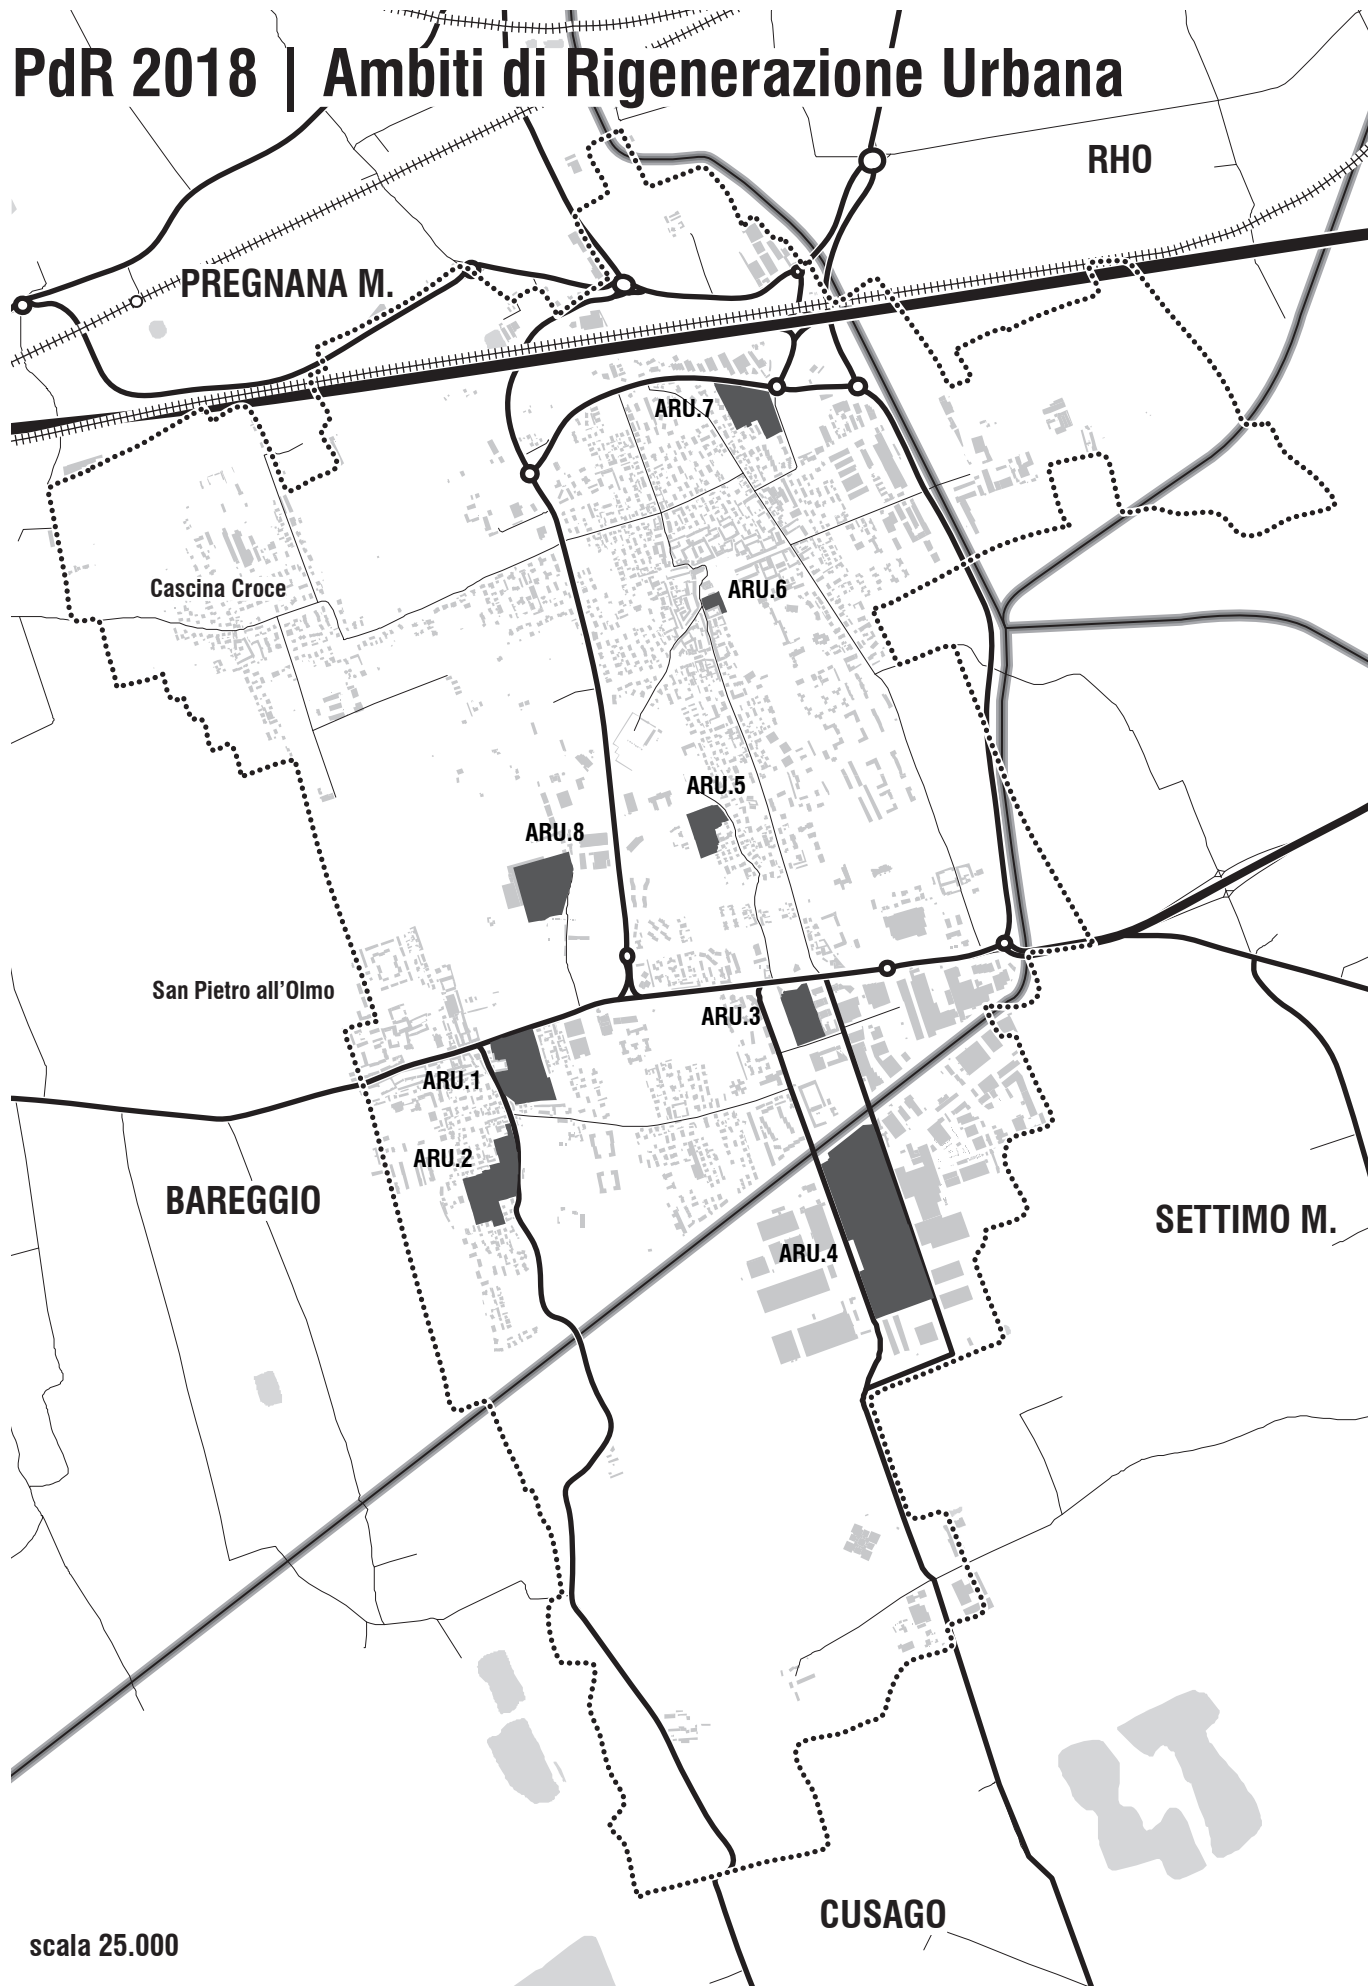 PdR 2018 | Ambiti di Rigenerazione Urbana
RHO
PREGNANA M.
ARU.7
Cascina Croce
ARU.6
ARU.5
ARU.8
San Pietro all’Olmo
ARU.3
ARU.1
ARU.2
BAREGGIO
SETTIMO M.
ARU.4
CUSAGO
scala 25.000